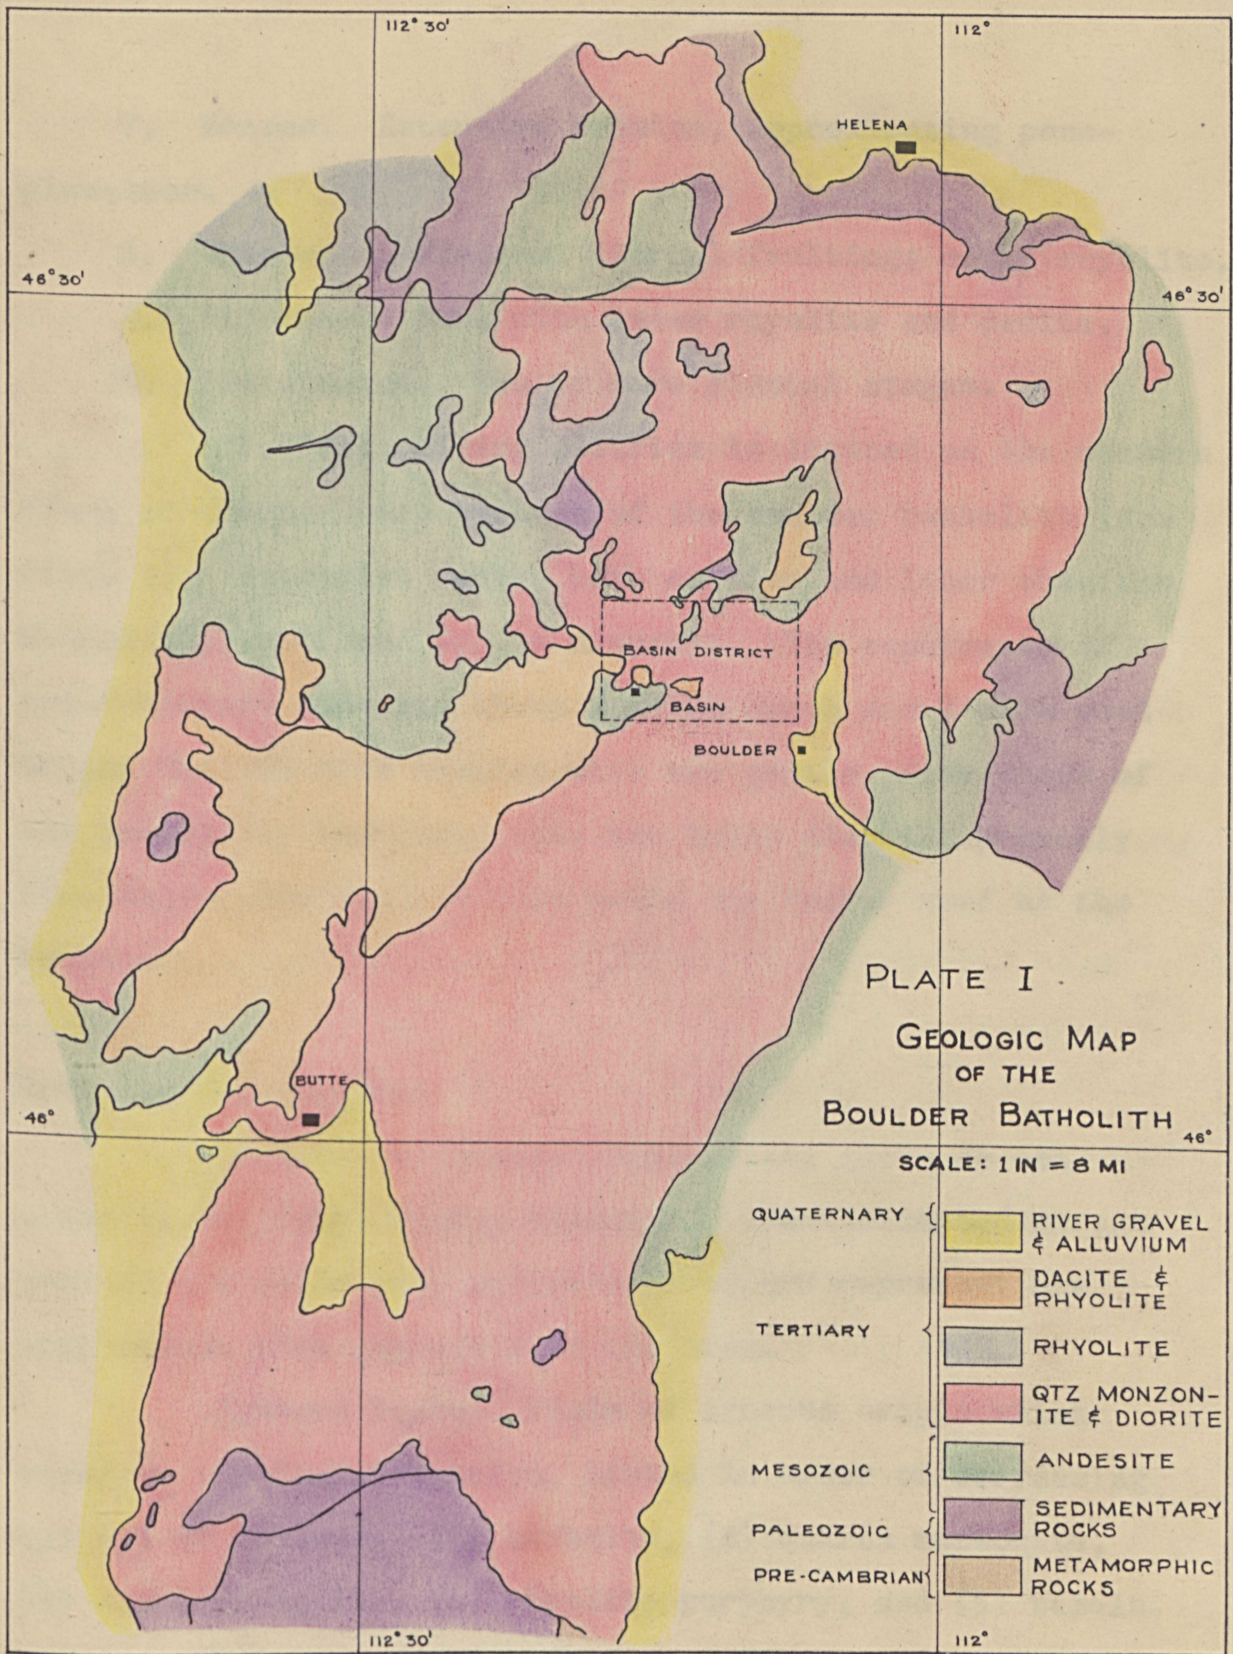 112° 30'
112°
HELENA
46° 30'
46° 30'
BASIN DISTRICT
BASIN
BOULDER
PLATE I
GEOLOGIC MAP
OF THE
BOULDER BATHOLITH
BUTTE
46°
46°
SCALE: 1 IN = 8 MI
QUATERNARY
RIVER GRAVEL
& ALLUVIUM
DACITE &
RHYOLITE
TERTIARY
RHYOLITE
QTZ MONZON-
ITE & DIORITE
MESOZOIC
ANDESITE
PALEOZOIC
SEDIMENTARY
ROCKS
PRE-CAMBRIAN
METAMORPHIC
ROCKS
112° 30'
112°